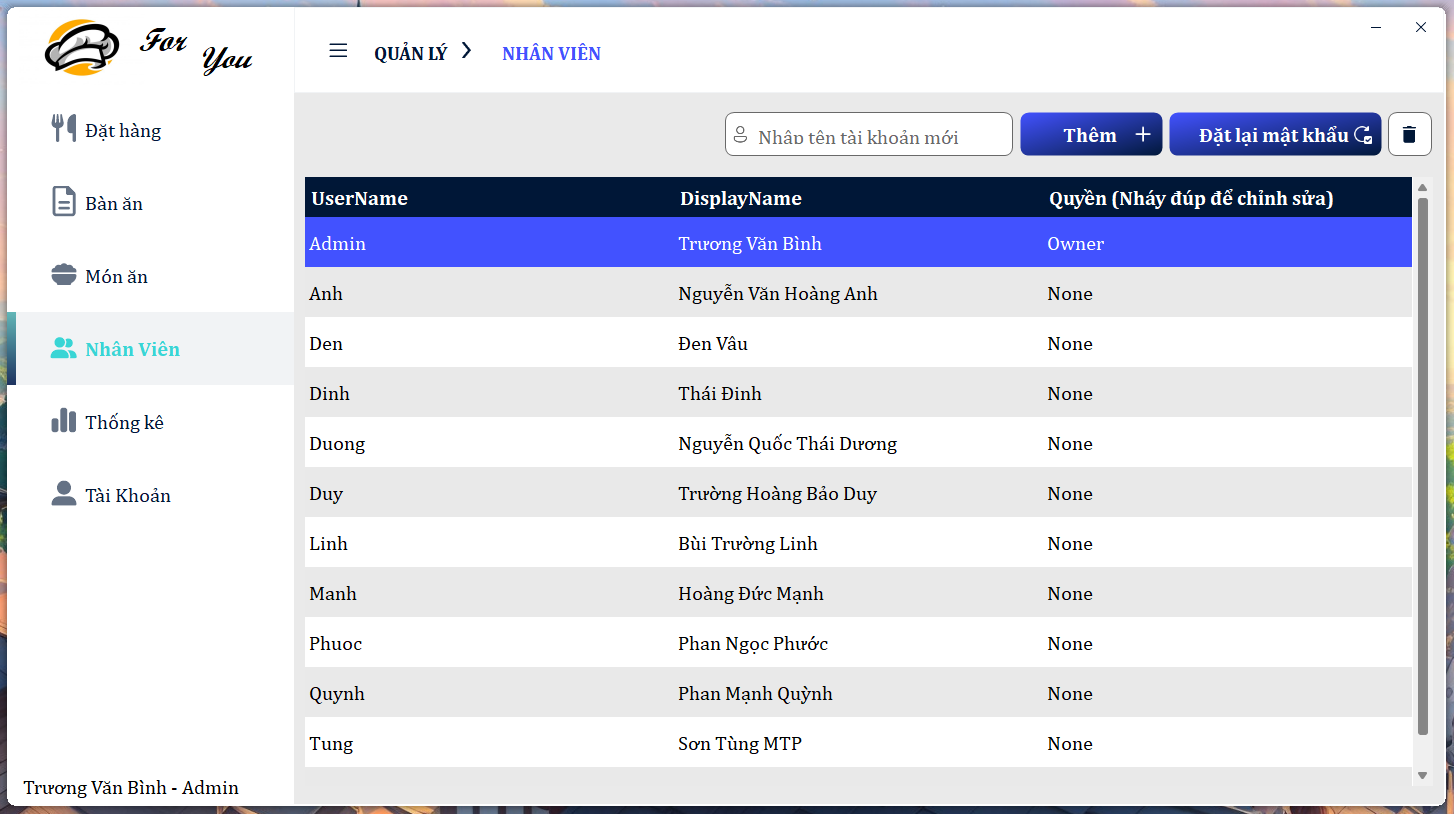 For You
QUẢN LÝ
NHÂN VIÊN
Đặt hàng
Bàn ăn
Món ăn
Nhân Viên
Thống kê
Tài Khoản
Trương Văn Bình - Admin
Nhập tên tài khoản mới
Thêm
Đặt lại mật khẩu
UserName DisplayName Quyền (Nháy đúp để chỉnh sửa)
Admin Trương Văn Bình Owner
Anh Nguyễn Văn Hoàng Anh None
Den Đen Vâu None
Dinh Thái Đinh None
Duong Nguyễn Quốc Thái Dương None
Duy Trường Hoàng Bảo Duy None
Linh Bùi Trường Linh None
Manh Hoàng Đức Mạnh None
Phuoc Phan Ngọc Phước None
Quynh Phan Mạnh Quỳnh None
Tung Sơn Tùng MTP None